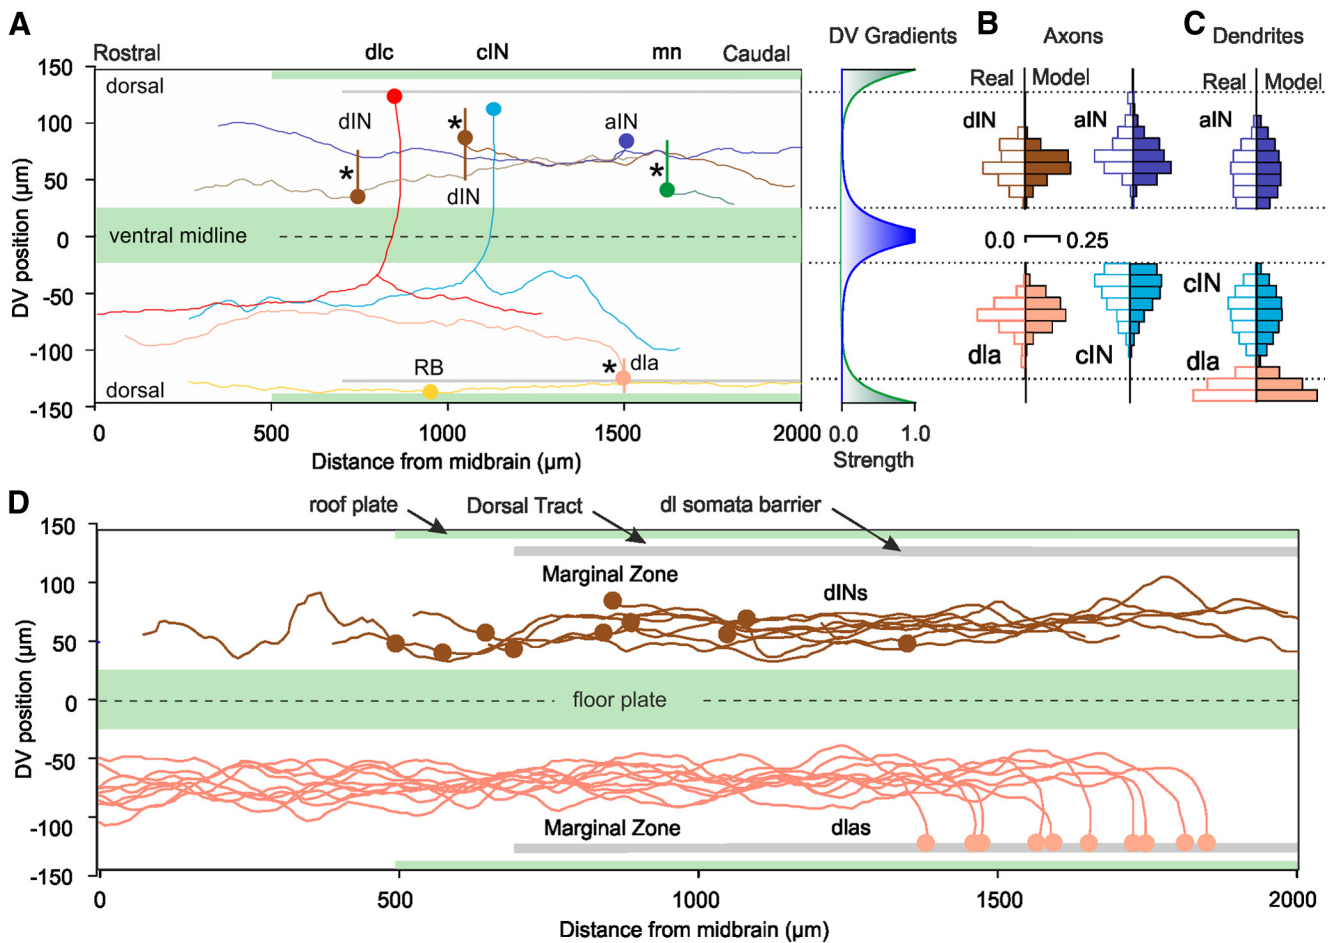 A
Rostral
dlc
cIN
mn
Caudal
DV Gradients
B
Axons
C
Dendrites
150
100
50
0
-50
-100
-150
DV position (µm)
dorsal
dIN
*
*
dIN
aIN
*
ventral midline
RB
*
dla
dorsal
0
500
1000
1500
2000
Distance from midbrain (µm)
0.0
1.0
Strength
Real
Model
dIN
aIN
0.0
0.25
dla
cIN
Real
Model
aIN
cIN
dla
D
roof plate
Dorsal Tract
dl somata barrier
150
100
50
0
-50
-100
-150
DV position (µm)
Marginal Zone
dINs
floor plate
Marginal Zone
dlas
0
500
1000
1500
2000
Distance from midbrain (µm)